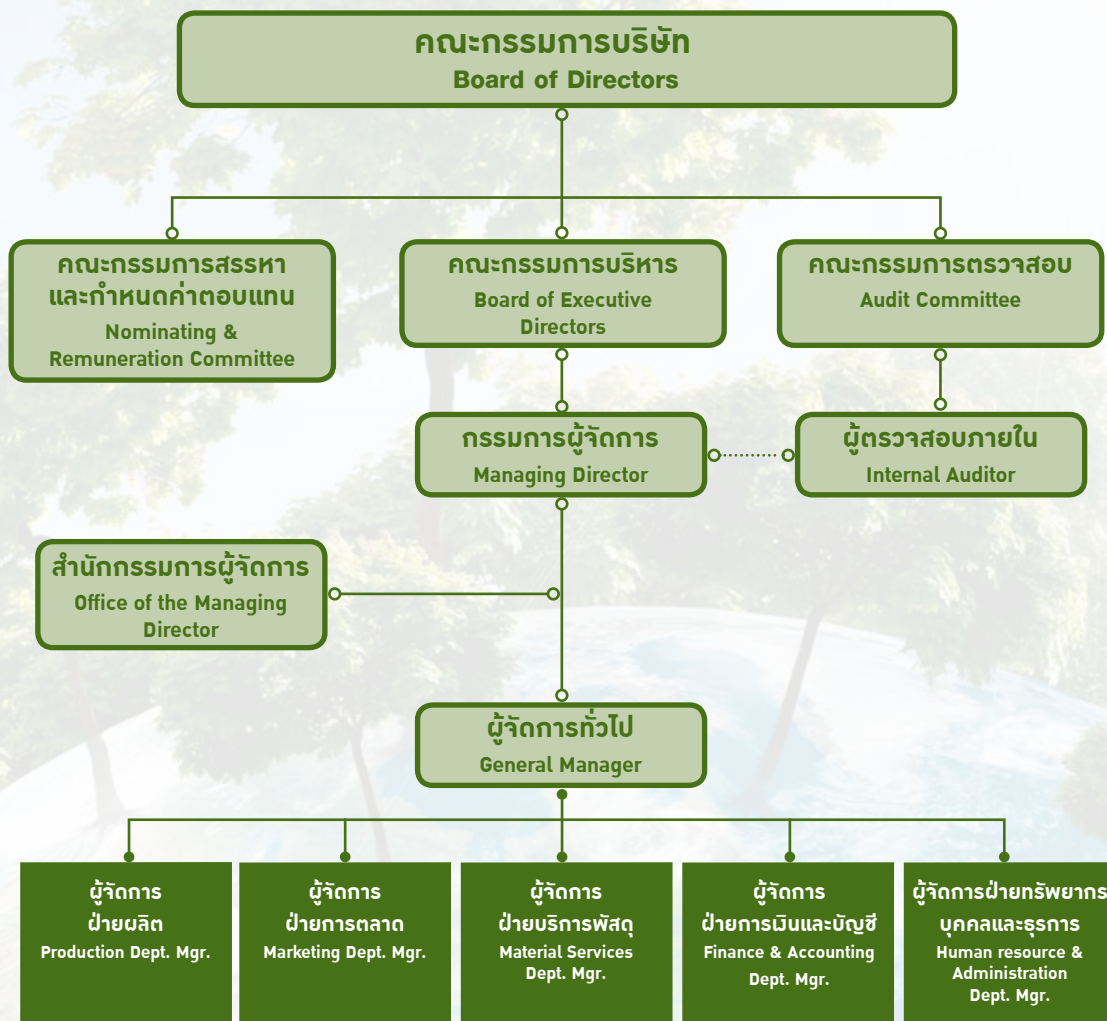 คณะกรรมการบริษัท
Board of Directors
คณะกรรมการสรรหา
และกำหนดค่าตอบแทน
Nominating &
Remuneration Committee
คณะกรรมการบริหาร
Board of Executive
Directors
คณะกรรมการตรวจสอบ
Audit Committee
กรรมการผู้จัดการ
Managing Director
ผู้ตรวจสอบภายใน
Internal Auditor
สำนักกรรมการผู้จัดการ
Office of the Managing
Director
ผู้จัดการทั่วไป
General Manager
ผู้จัดการ
ฝ่ายผลิต
Production Dept. Mgr.
ผู้จัดการ
ฝ่ายการตลาด
Marketing Dept. Mgr.
ผู้จัดการ
ฝ่ายบริการพัสดุ
Material Services
Dept. Mgr.
ผู้จัดการ
ฝ่ายการเงินและบัญชี
Finance & Accounting
Dept. Mgr.
ผู้จัดการฝ่ายทรัพยากร
บุคคลและธุรการ
Human resource &
Administration
Dept. Mgr.